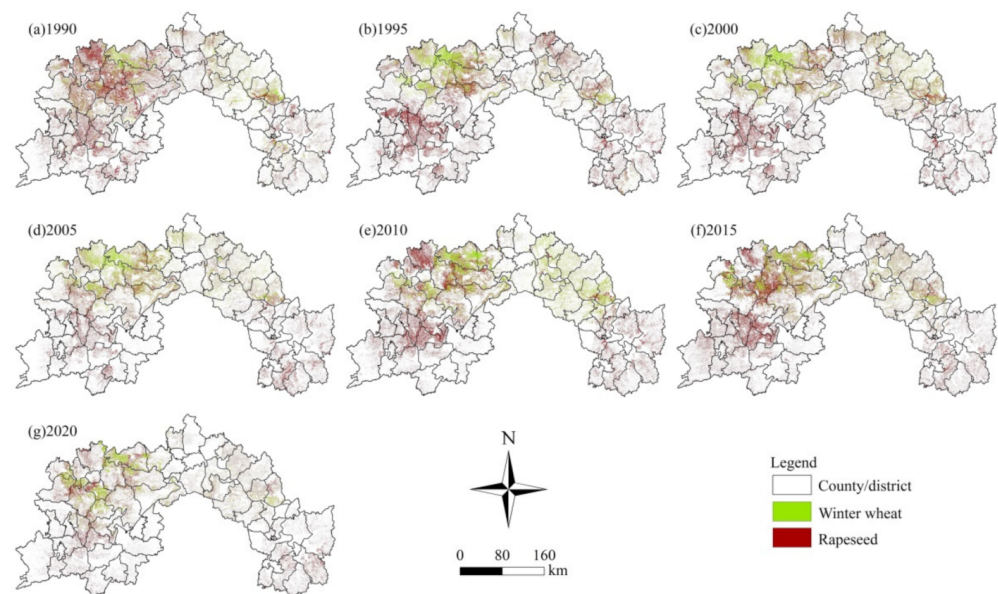 (a)1990
(b)1995
(c)2000
(d)2005
(e)2010
(f)2015
(g)2020
N
0 80 160
km
Legend
County/district
Winter wheat
Rapeseed